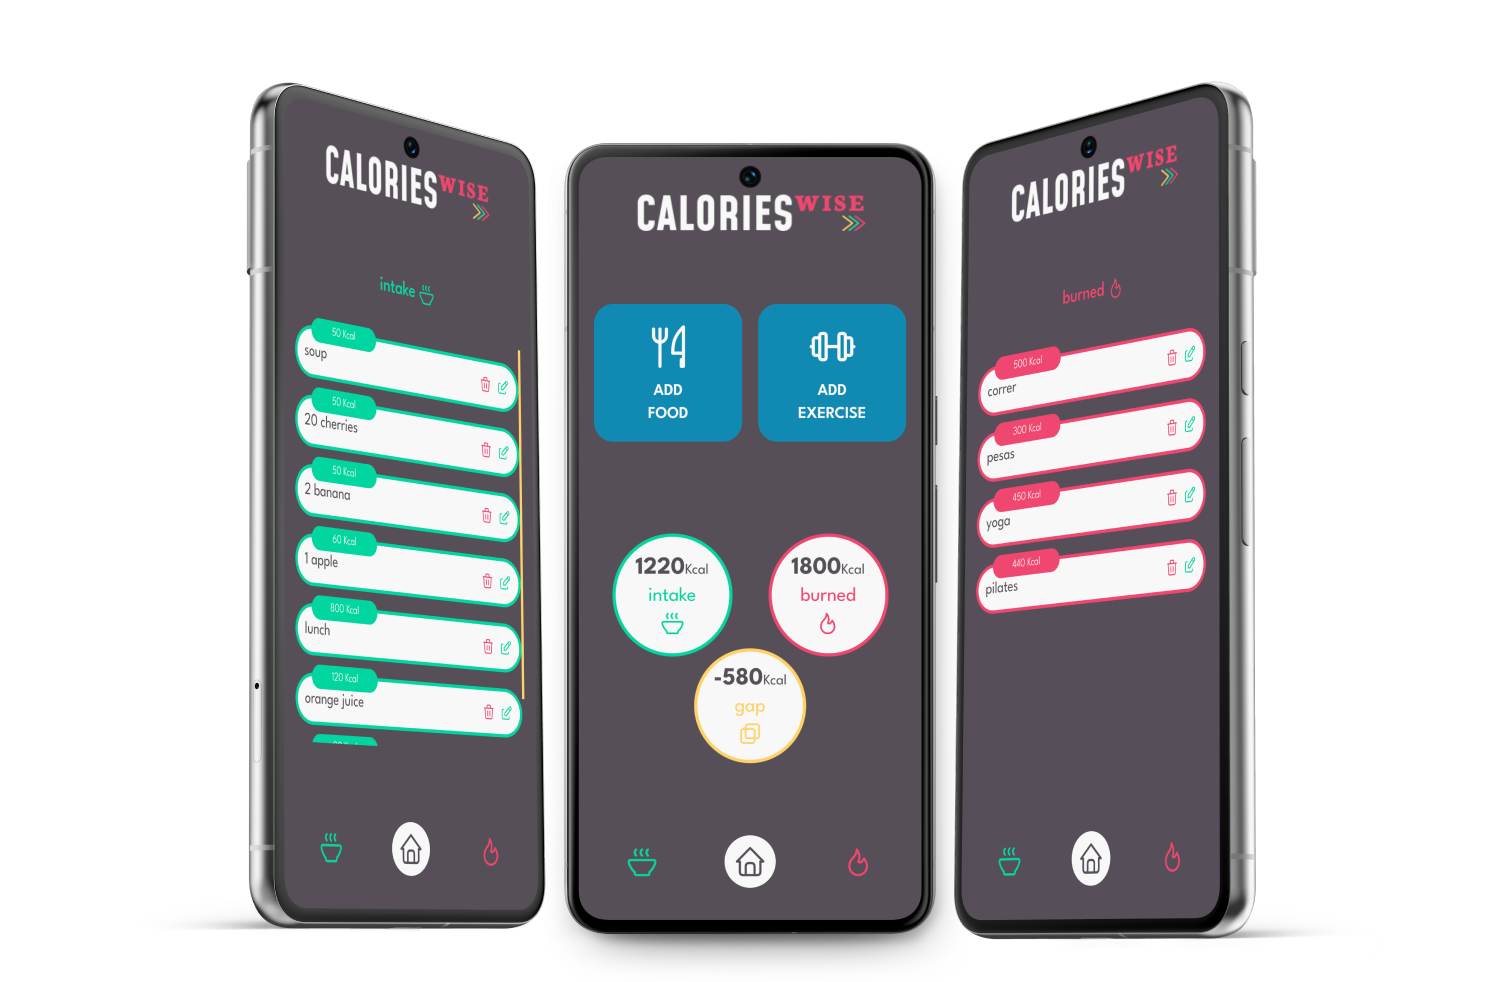 CALORIES WISE
intake
50 Kcal
soup
50 Kcal
20 cherries
50 Kcal
2 banana
60 Kcal
1 apple
800 Kcal
lunch
120 Kcal
orange juice
CALORIES WISE
ADD
FOOD
ADD
EXERCISE
1220Kcal
intake
1800Kcal
burned
-580Kcal
gap
CALORIES WISE
burned
500 Kcal
correr
300 Kcal
pesas
450 Kcal
yoga
440 Kcal
pilates